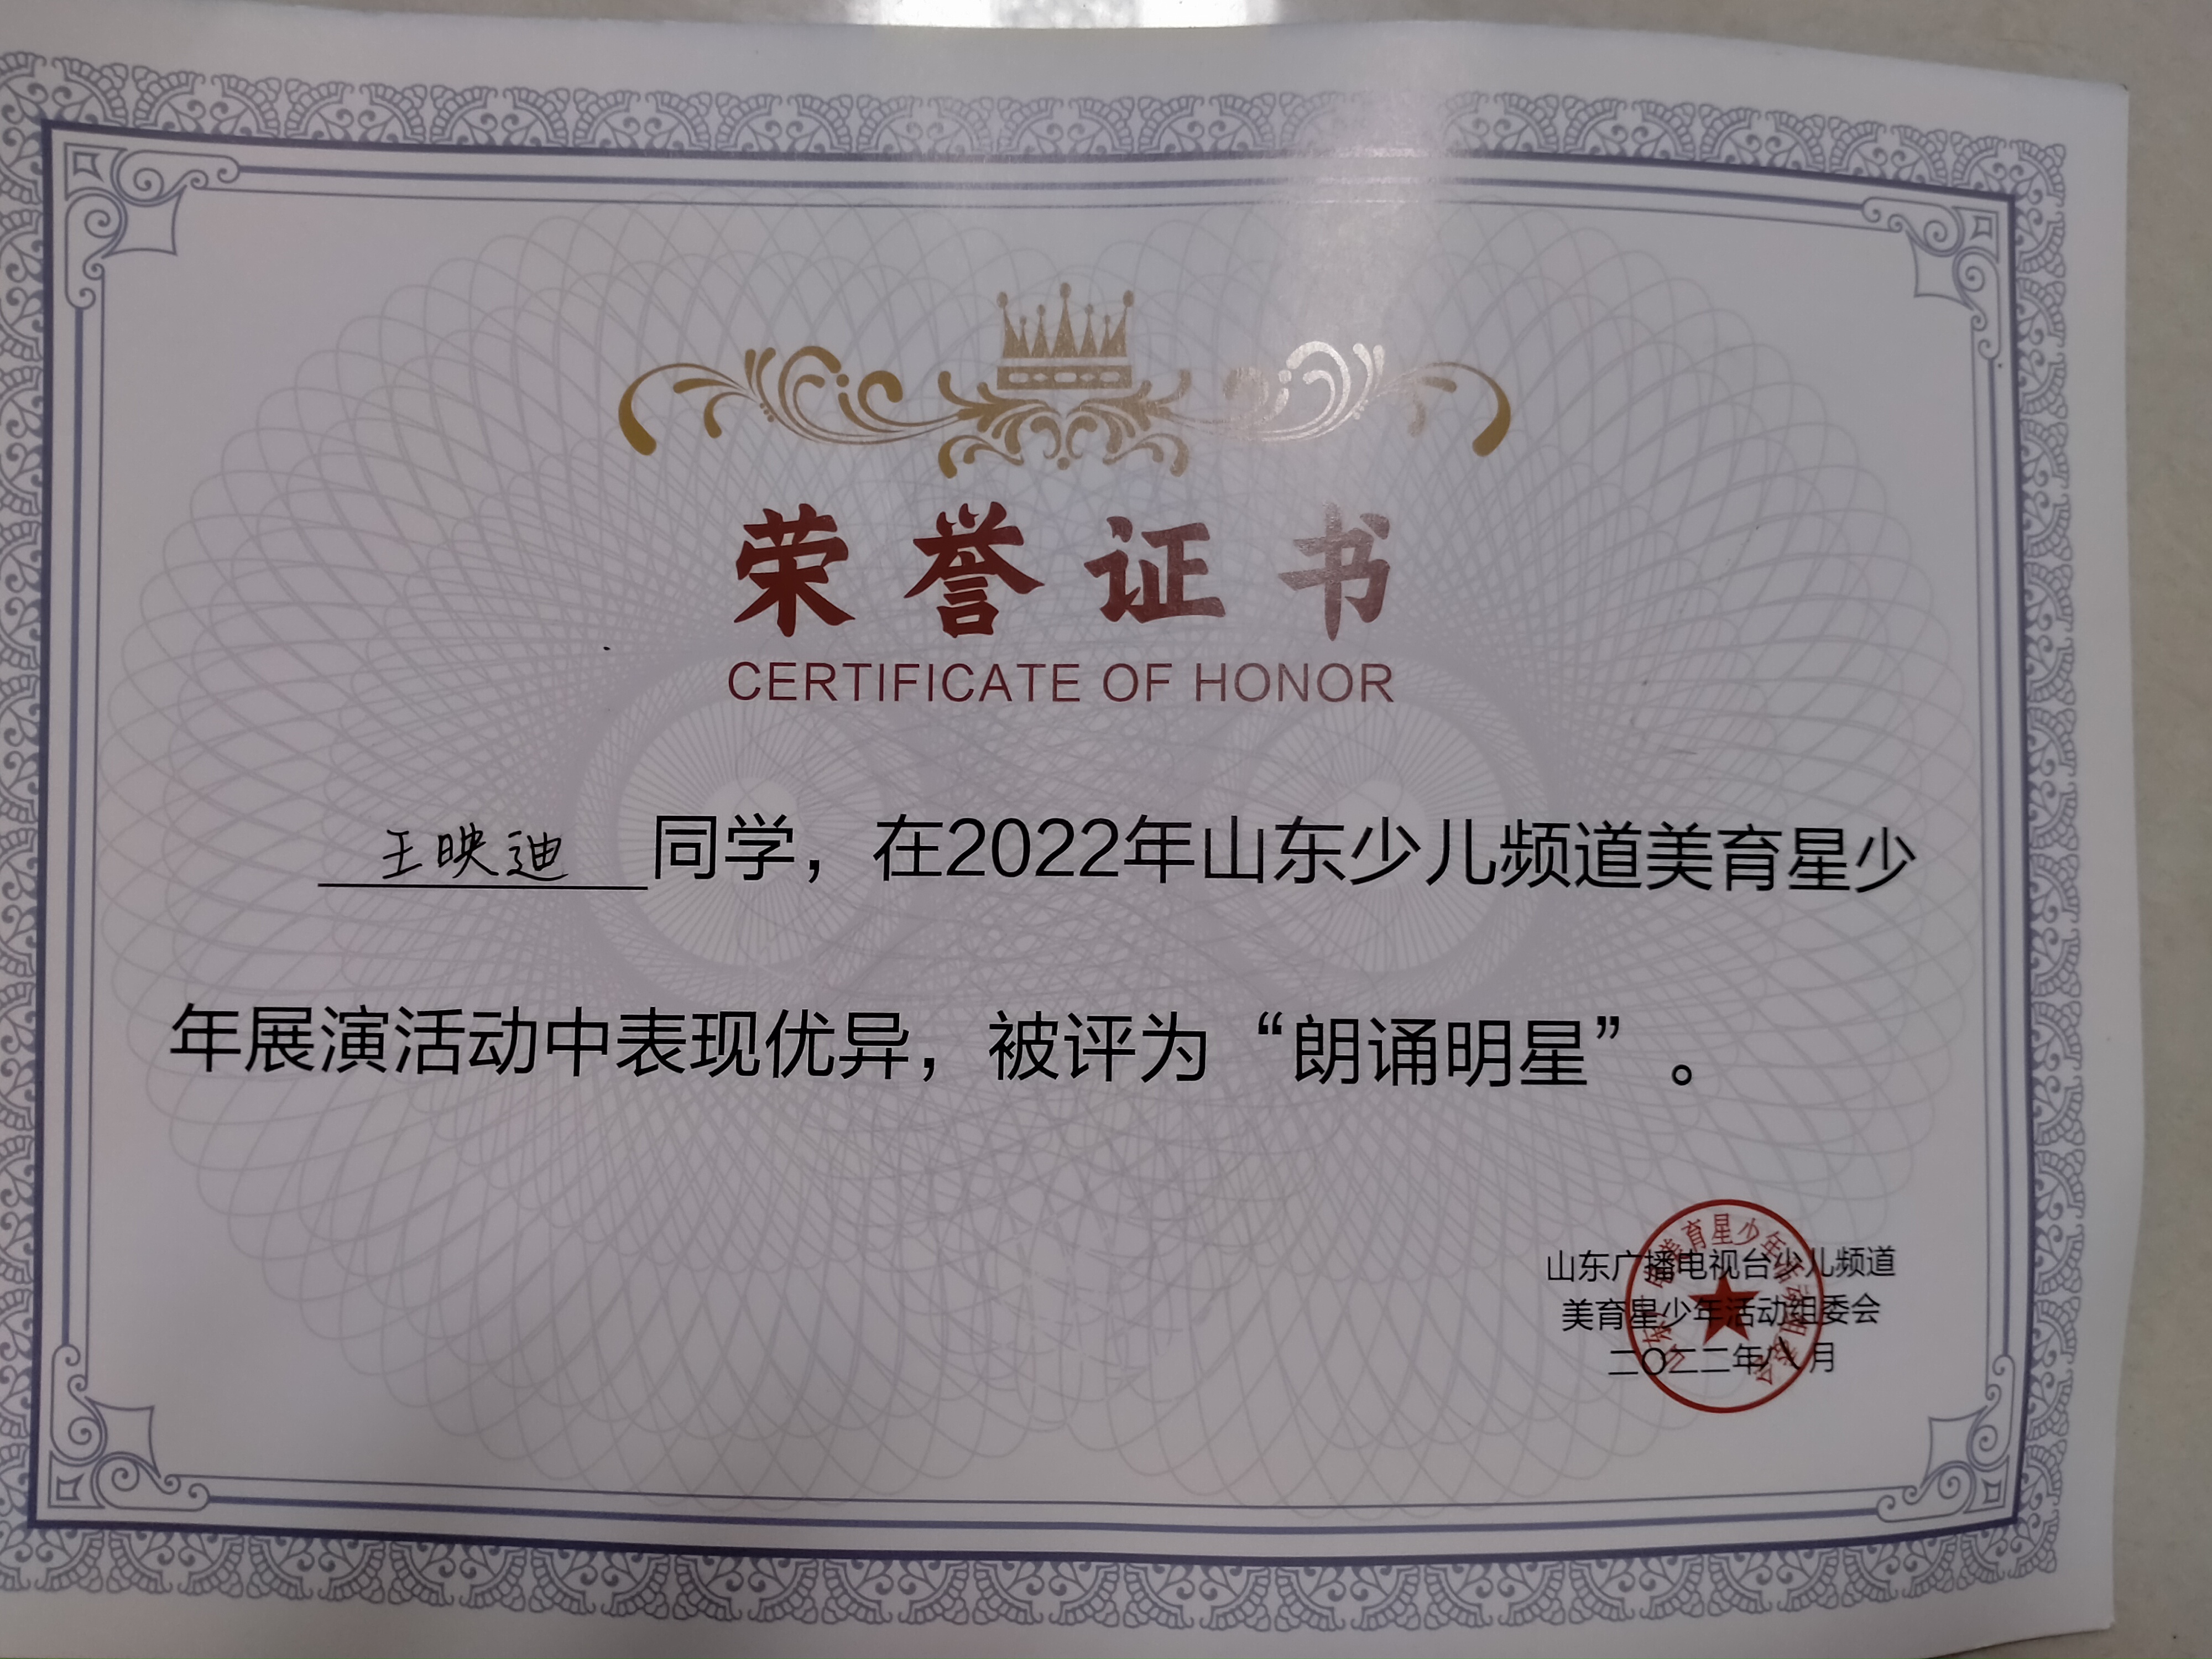 荣誉证书
CERTIFICATE OF HONOR
王映迪同学，在2022年山东少儿频道美育星少
年展演活动中表现优异，被评为“朗诵明星”。
山东广播电视台少儿频道
美育星少年活动组委会
二〇二二年八月